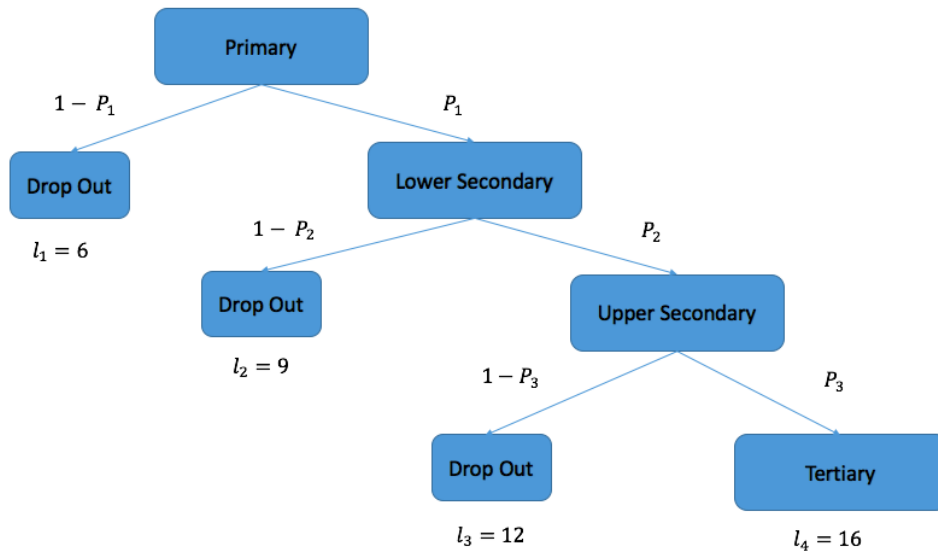 Primary
1 − P₁
P₁
Drop Out
Lower Secondary
l₁ = 6
1 − P₂
P₂
Drop Out
Upper Secondary
l₂ = 9
1 − P₃
P₃
Drop Out
Tertiary
l₃ = 12
l₄ = 16